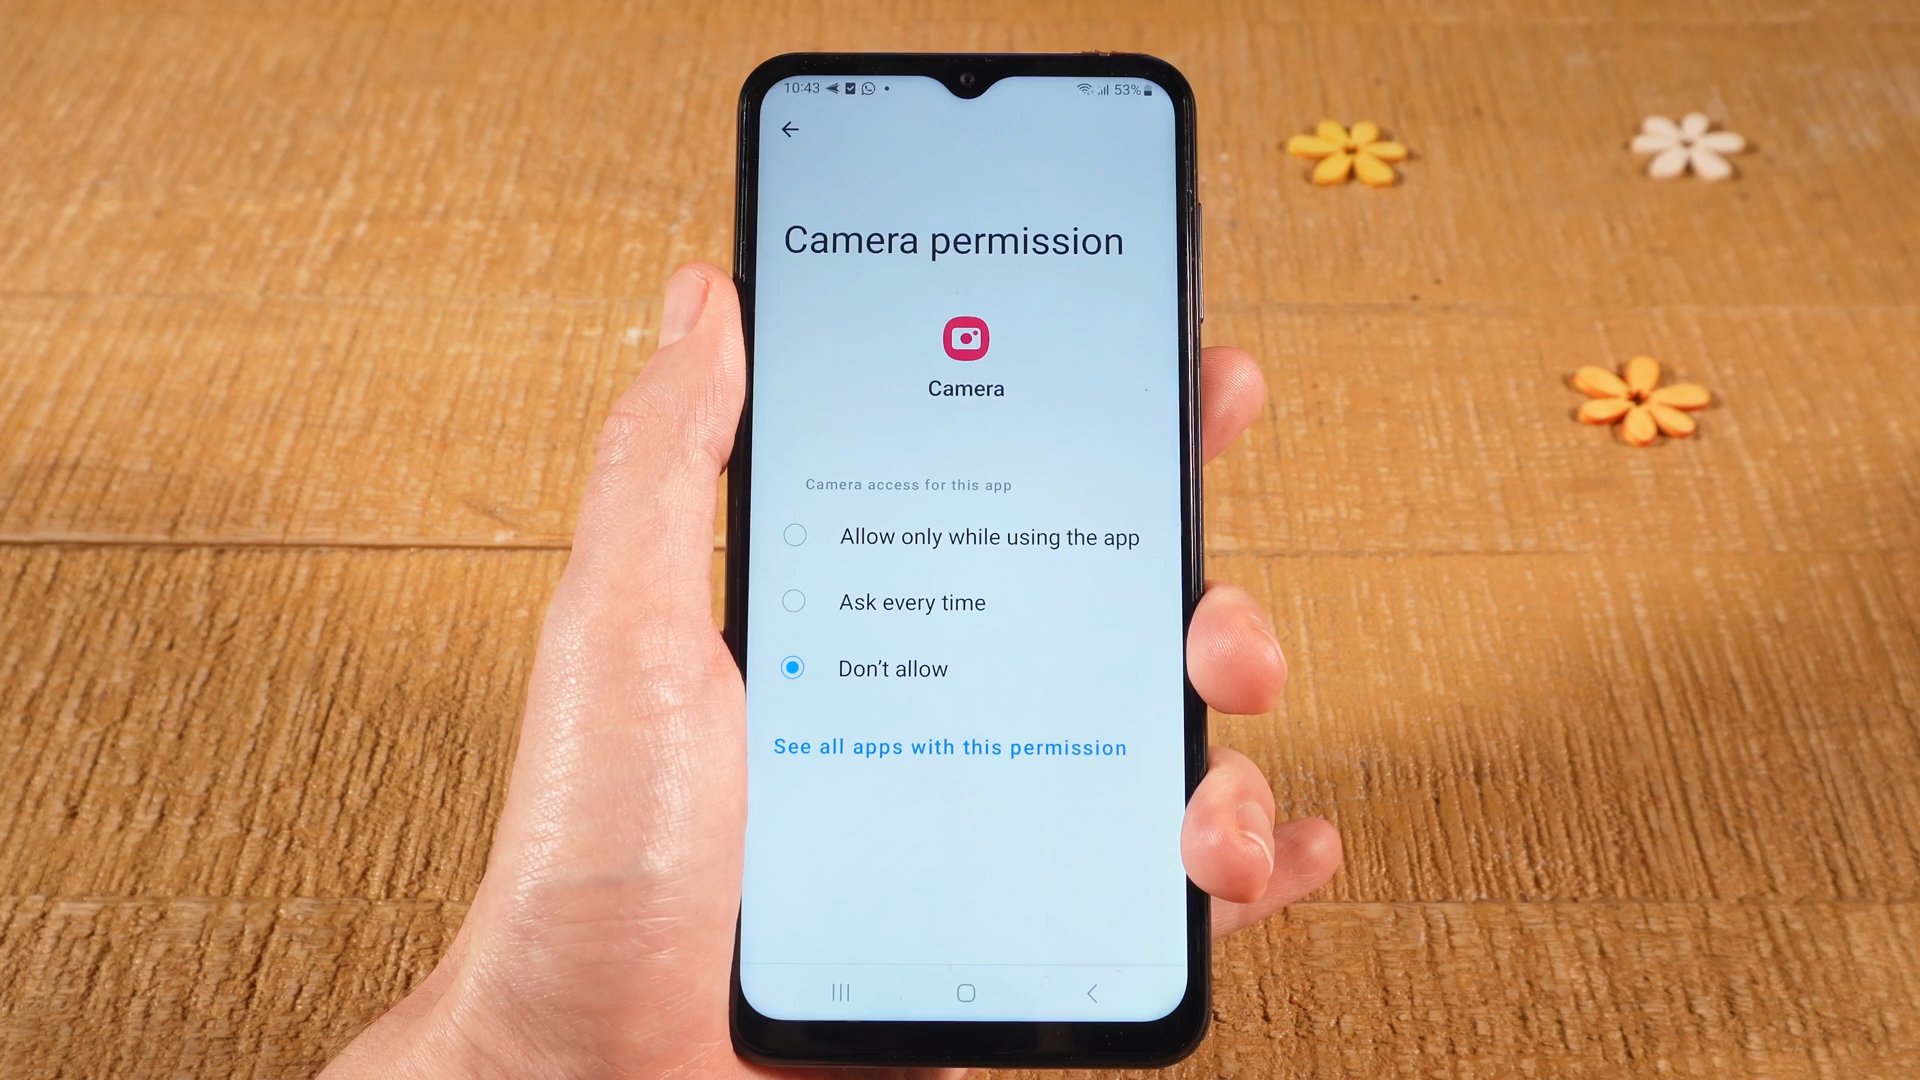 10:43
53%
Camera permission
Camera
Camera access for this app
Allow only while using the app
Ask every time
Don’t allow
See all apps with this permission